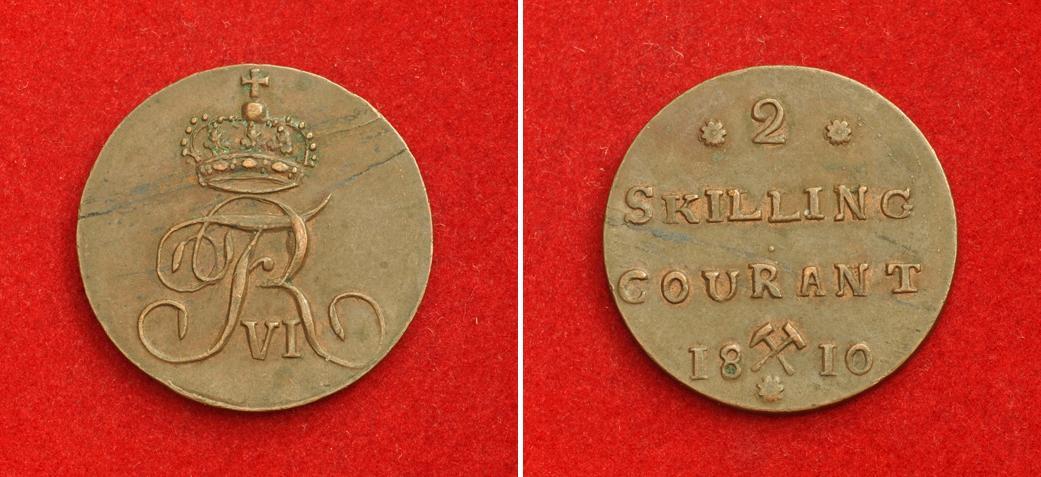 FR
VI
2
SKILLING
COURANT
18 10